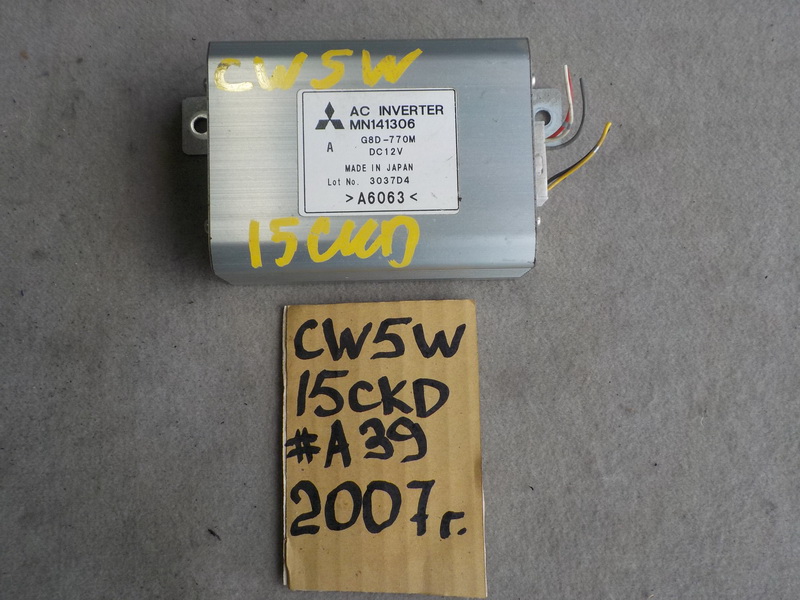 CW5W
AC INVERTER
MN141306
G8D-770M
A
DC12V
MADE IN JAPAN
Lot No. 3037D4
>A6063<
15CKD
CW5W
15CKD
#A39
2007г.